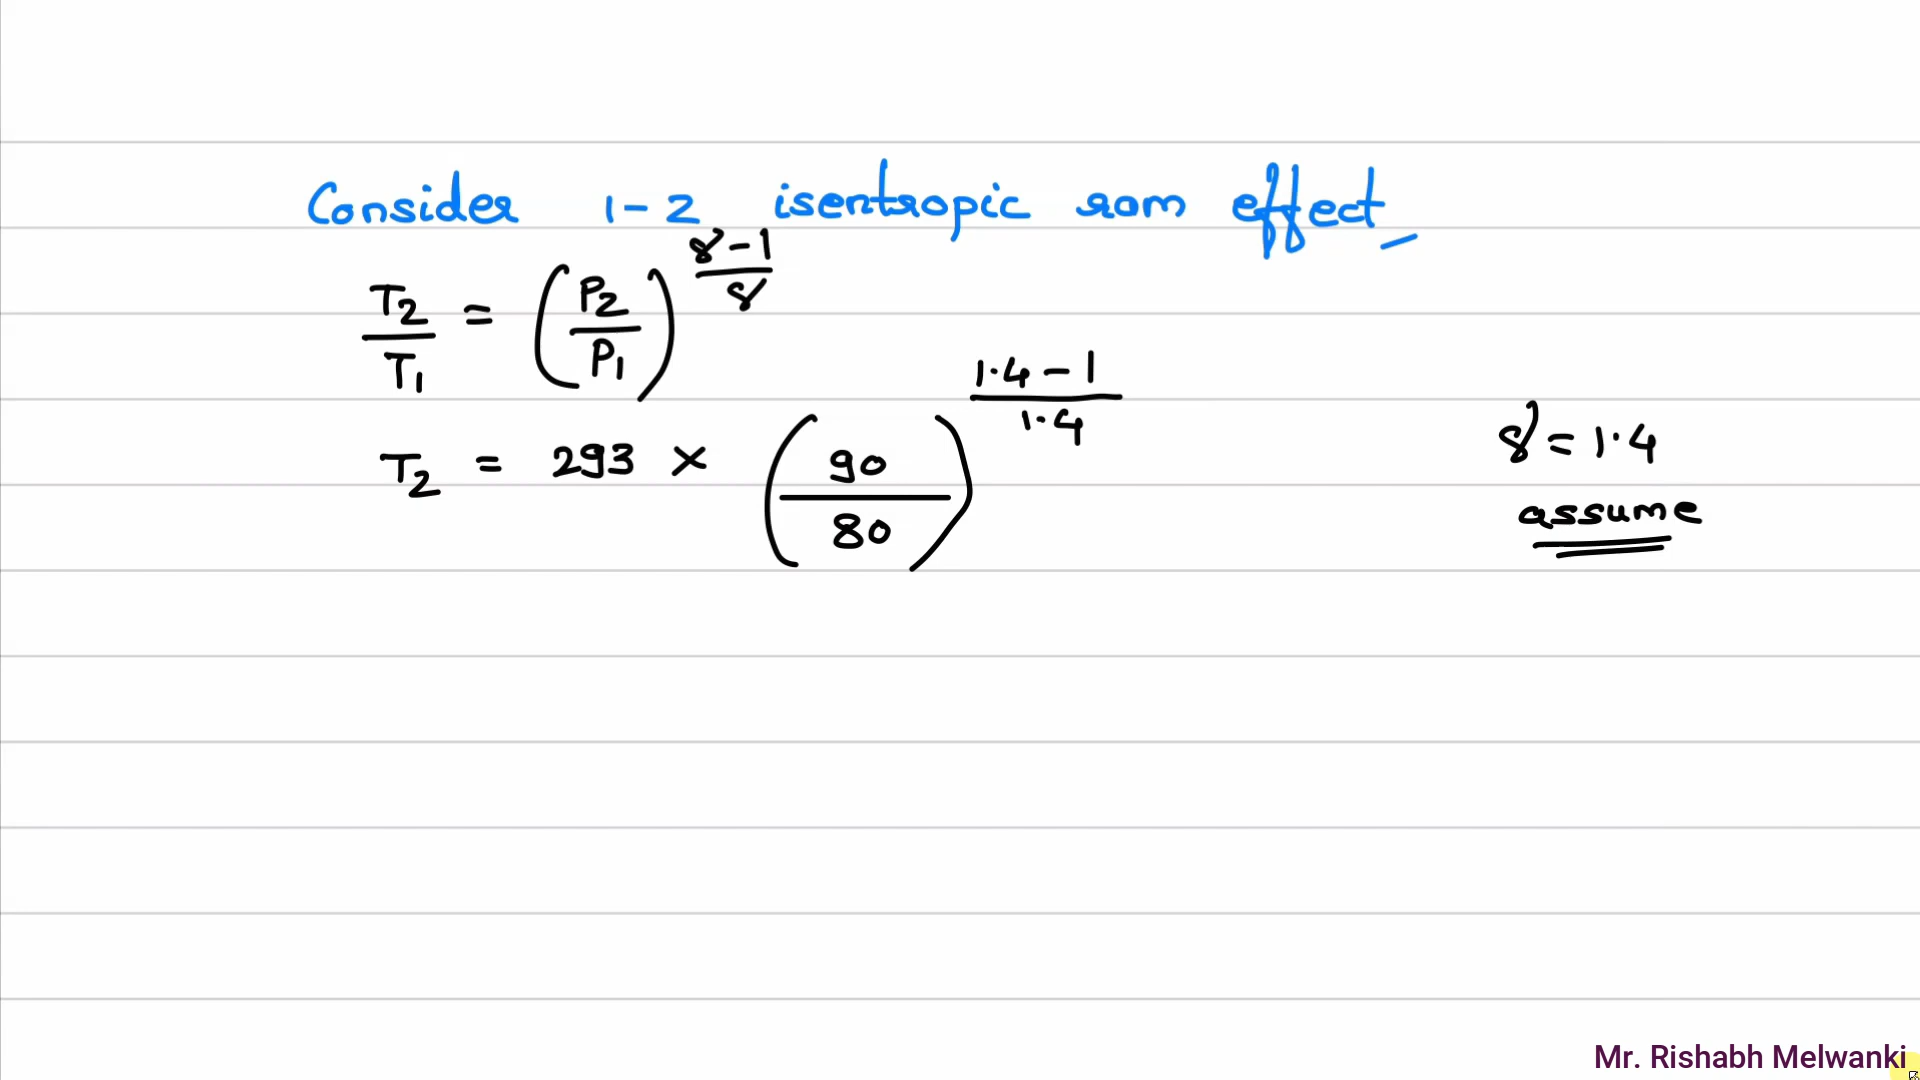 Consider 1-2 isentropic ram effect
T2/T1 = (P2/P1)^(γ-1)/γ
T2 = 293 × (90/80)^(1.4-1)/1.4
γ = 1.4
assume
Mr. Rishabh Melwanki